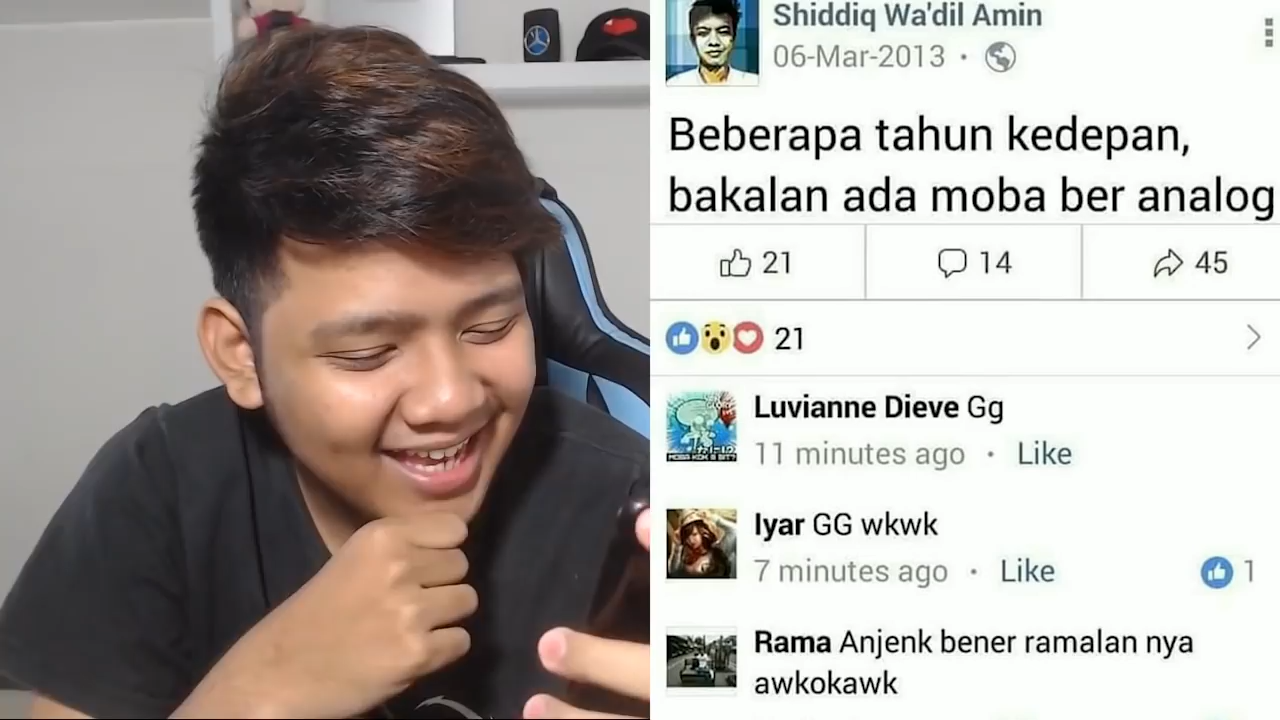 Shiddiq Wa'dil Amin
06-Mar-2013 ·
Beberapa tahun kedepan,
bakalan ada moba ber analog
21
14
45
21
Luvianne Dieve Gg
11 minutes ago · Like
Iyar GG wkwk
7 minutes ago · Like
1
Rama Anjenk bener ramalan nya
awkokawk